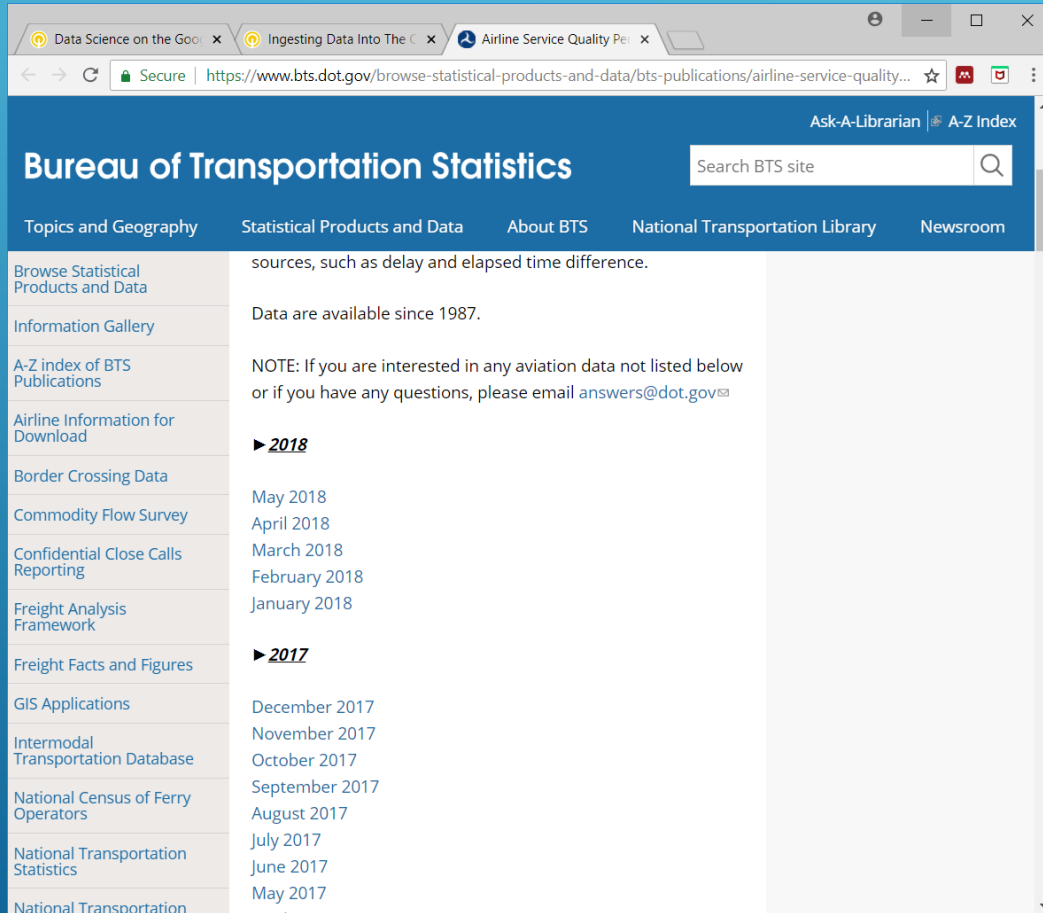 Data Science on the Goo
Ingesting Data Into The C
Airline Service Quality Per
Secure | https://www.bts.dot.gov/browse-statistical-products-and-data/bts-publications/airline-service-quality...
Ask-A-Librarian A-Z Index
Bureau of Transportation Statistics
Search BTS site
Topics and Geography Statistical Products and Data About BTS National Transportation Library Newsroom
Browse Statistical
Products and Data
Information Gallery
A-Z index of BTS
Publications
Airline Information for
Download
Border Crossing Data
Commodity Flow Survey
Confidential Close Calls
Reporting
Freight Analysis
Framework
Freight Facts and Figures
GIS Applications
Intermodal
Transportation Database
National Census of Ferry
Operators
National Transportation
Statistics
National Transportation
sources, such as delay and elapsed time difference.
Data are available since 1987.
NOTE: If you are interested in any aviation data not listed below
or if you have any questions, please email answers@dot.gov
►2018
May 2018
April 2018
March 2018
February 2018
January 2018
►2017
December 2017
November 2017
October 2017
September 2017
August 2017
July 2017
June 2017
May 2017